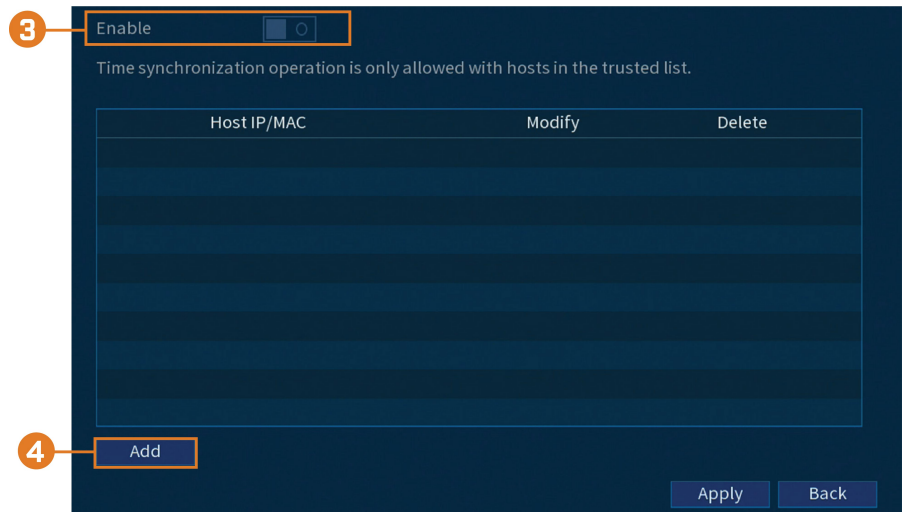 3
Enable
Time synchronization operation is only allowed with hosts in the trusted list.
Host IP/MAC Modify Delete
4
Add
Apply Back